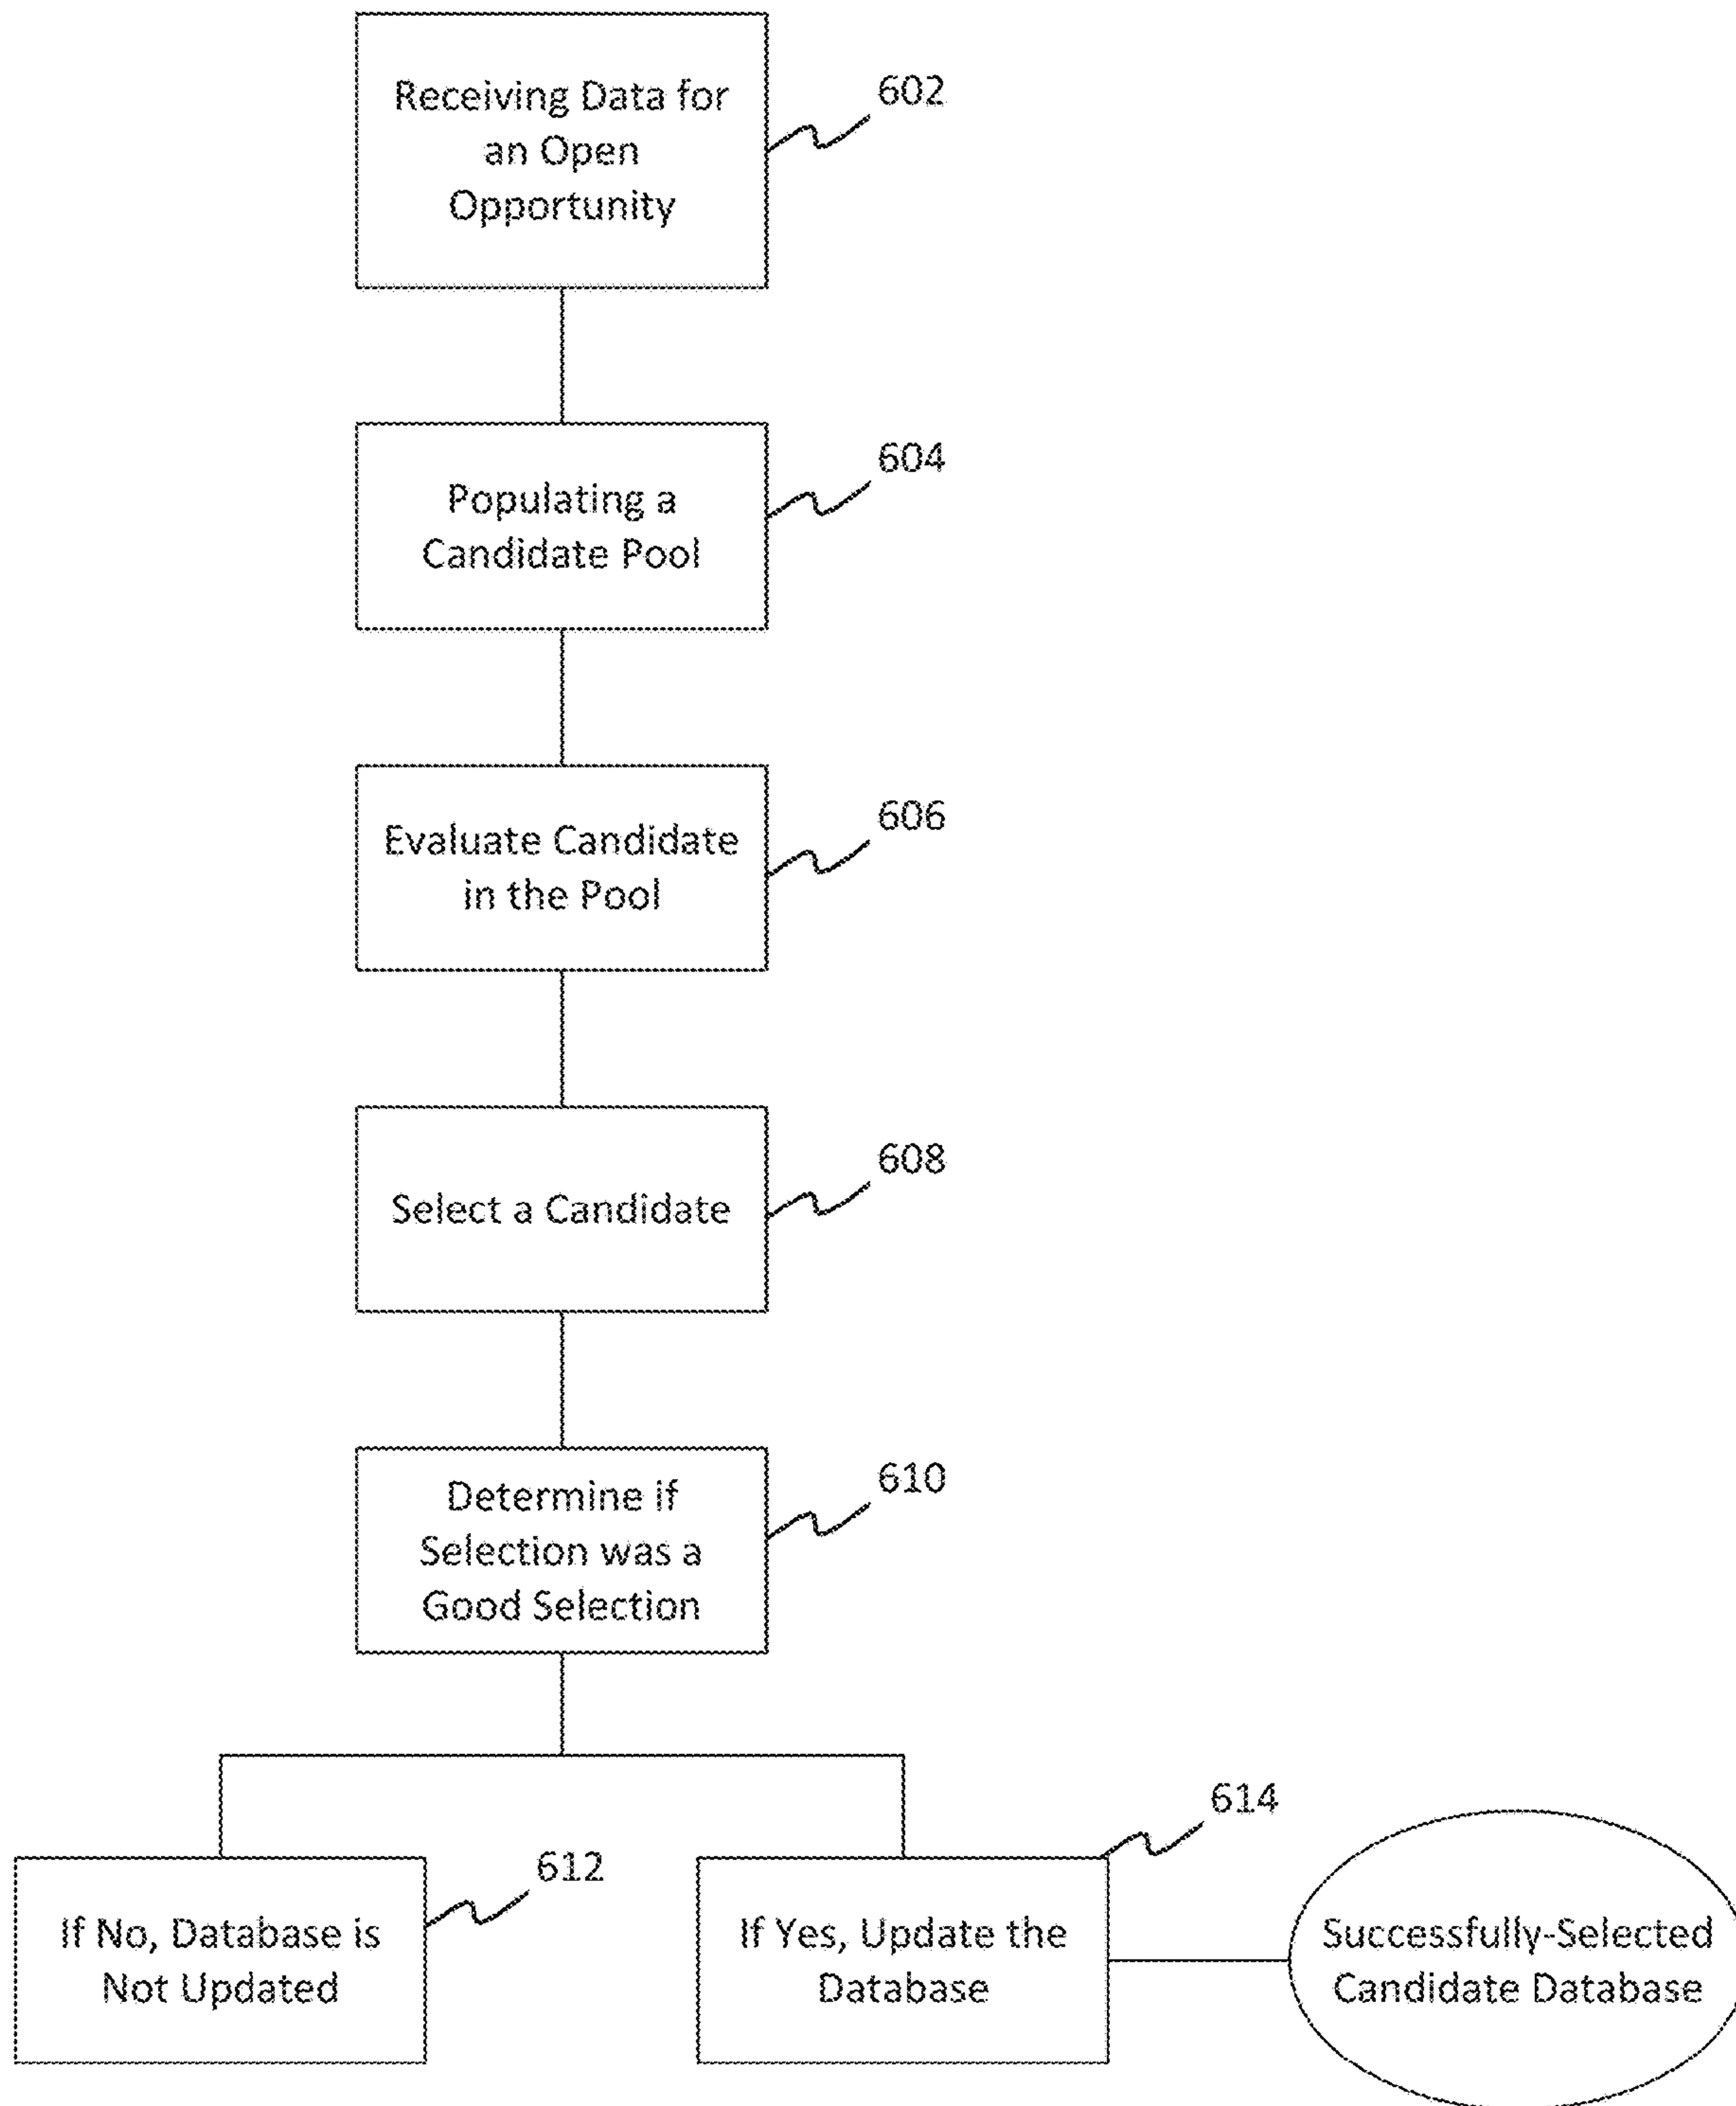 Receiving Data for
an Open
Opportunity
602
Populating a
Candidate Pool
604
Evaluate Candidate
in the Pool
606
Select a Candidate
608
Determine if
Selection was a
Good Selection
610
If No, Database is
Not Updated
612
If Yes, Update the
Database
614
Successfully-Selected
Candidate Database